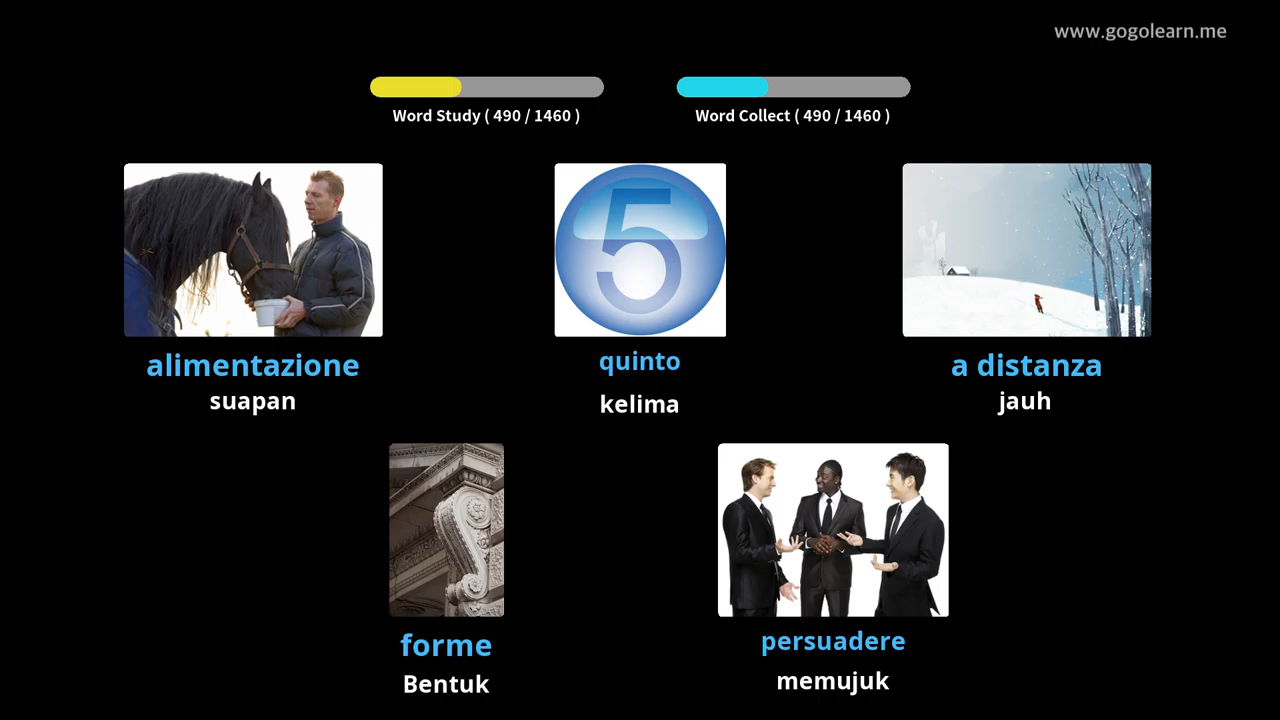 www.gogolearn.me
Word Study ( 490 / 1460 )
Word Collect ( 490 / 1460 )
5
alimentazione
suapan
quinto
kelima
a distanza
jauh
forme
Bentuk
persuadere
memujuk